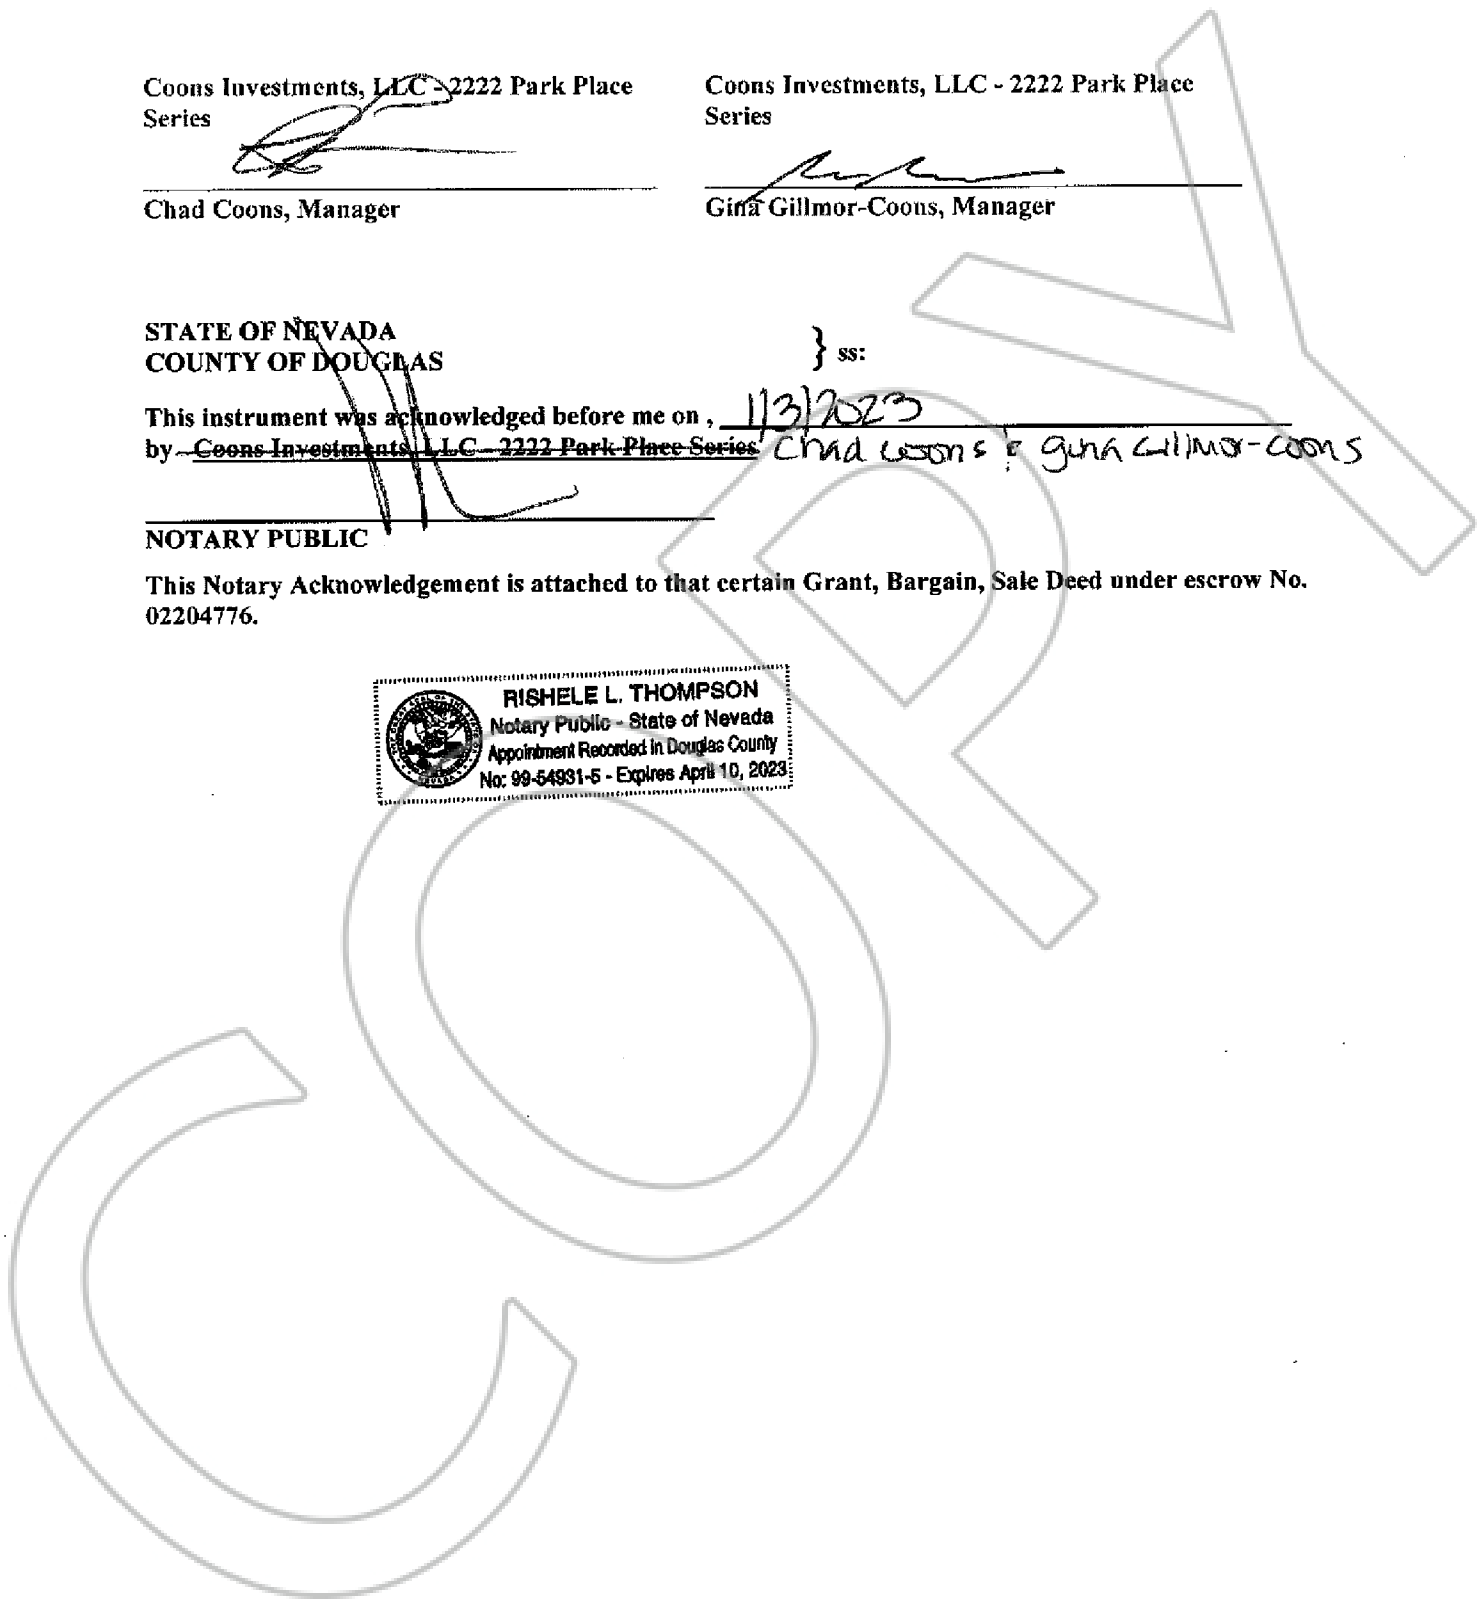 Coons Investments, LLC - 2222 Park Place
Series
Chad Coons, Manager
Coons Investments, LLC - 2222 Park Place
Series
Gina Gillmor-Coons, Manager
STATE OF NEVADA
COUNTY OF DOUGLAS
} ss:
This instrument was acknowledged before me on , 1/3/2023
by Coons Investments, LLC - 2222 Park Place Series Chad Coons & Gina Gillmor-Coons
NOTARY PUBLIC
This Notary Acknowledgement is attached to that certain Grant, Bargain, Sale Deed under escrow No.
02204776.
RISHELE L. THOMPSON
Notary Public - State of Nevada
Appointment Recorded in Douglas County
No: 99-54931-5 - Expires April 10, 2023
COPY